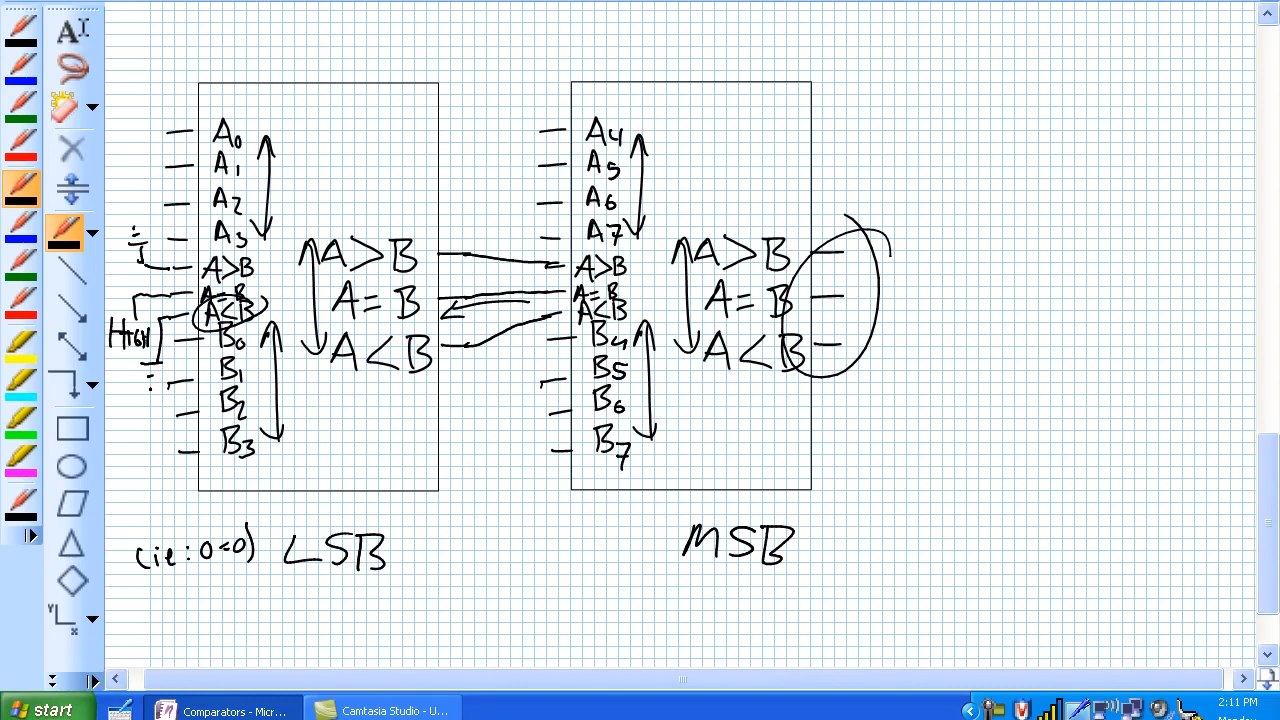 A₀
A₁
A₂
A₃
A>B
A=B
A<B
B₀
B₁
B₂
B₃
HIGH
A>B
A=B
A<B
A₄
A₅
A₆
A₇
A>B
A=B
A<B
B₄
B₅
B₆
B₇
A>B
A=B
A<B
(ie: 0=0) LSB
MSB
start
Comparators - Micr...
Camtasia Studio - U...
2:11 PM
Monday